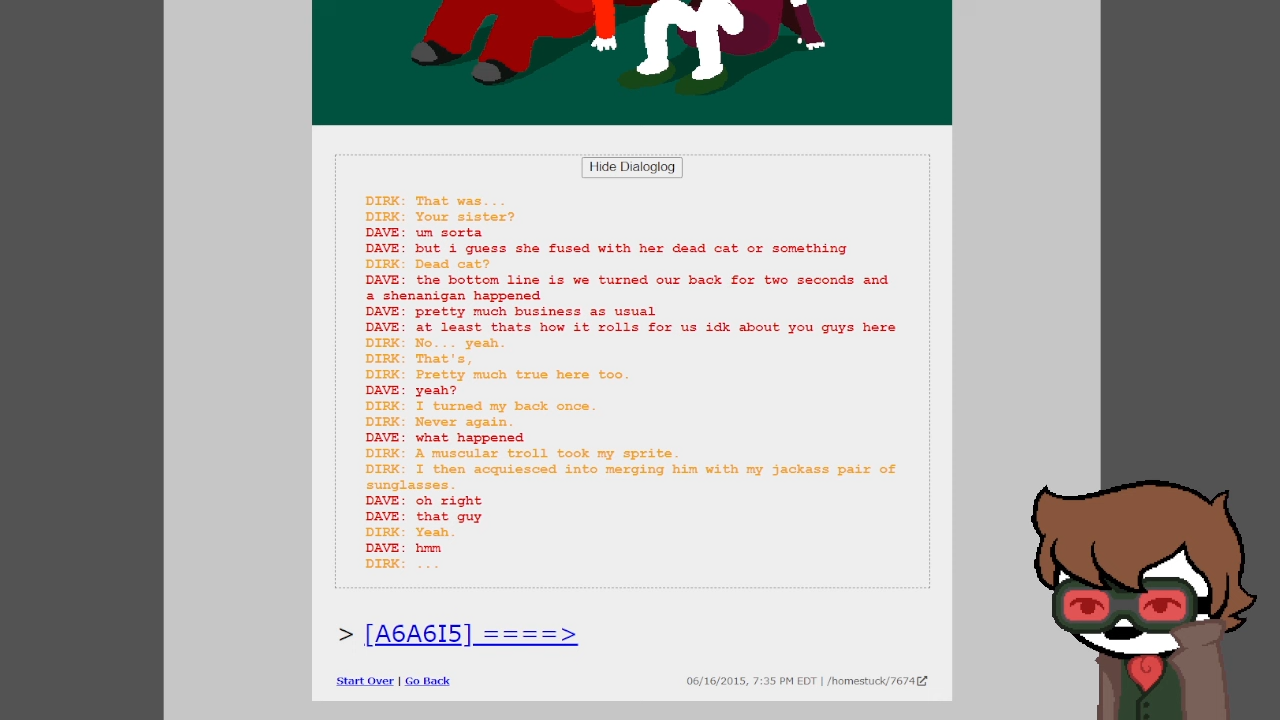 Hide Dialoglog
DIRK: That was...
DIRK: Your sister?
DAVE: um sorta
DAVE: but i guess she fused with her dead cat or something
DIRK: Dead cat?
DAVE: the bottom line is we turned our back for two seconds and
a shenanigan happened
DAVE: pretty much business as usual
DAVE: at least thats how it rolls for us idk about you guys here
DIRK: No... yeah.
DIRK: That's,
DIRK: Pretty much true here too.
DAVE: yeah?
DIRK: I turned my back once.
DIRK: Never again.
DAVE: what happened
DIRK: A muscular troll took my sprite.
DIRK: I then acquiesced into merging him with my jackass pair of
sunglasses.
DAVE: oh right
DAVE: that guy
DIRK: Yeah.
DAVE: hmm
DIRK: ...
> [A6A6I5] ====>
Start Over | Go Back
06/16/2015, 7:35 PM EDT | /homestuck/7674